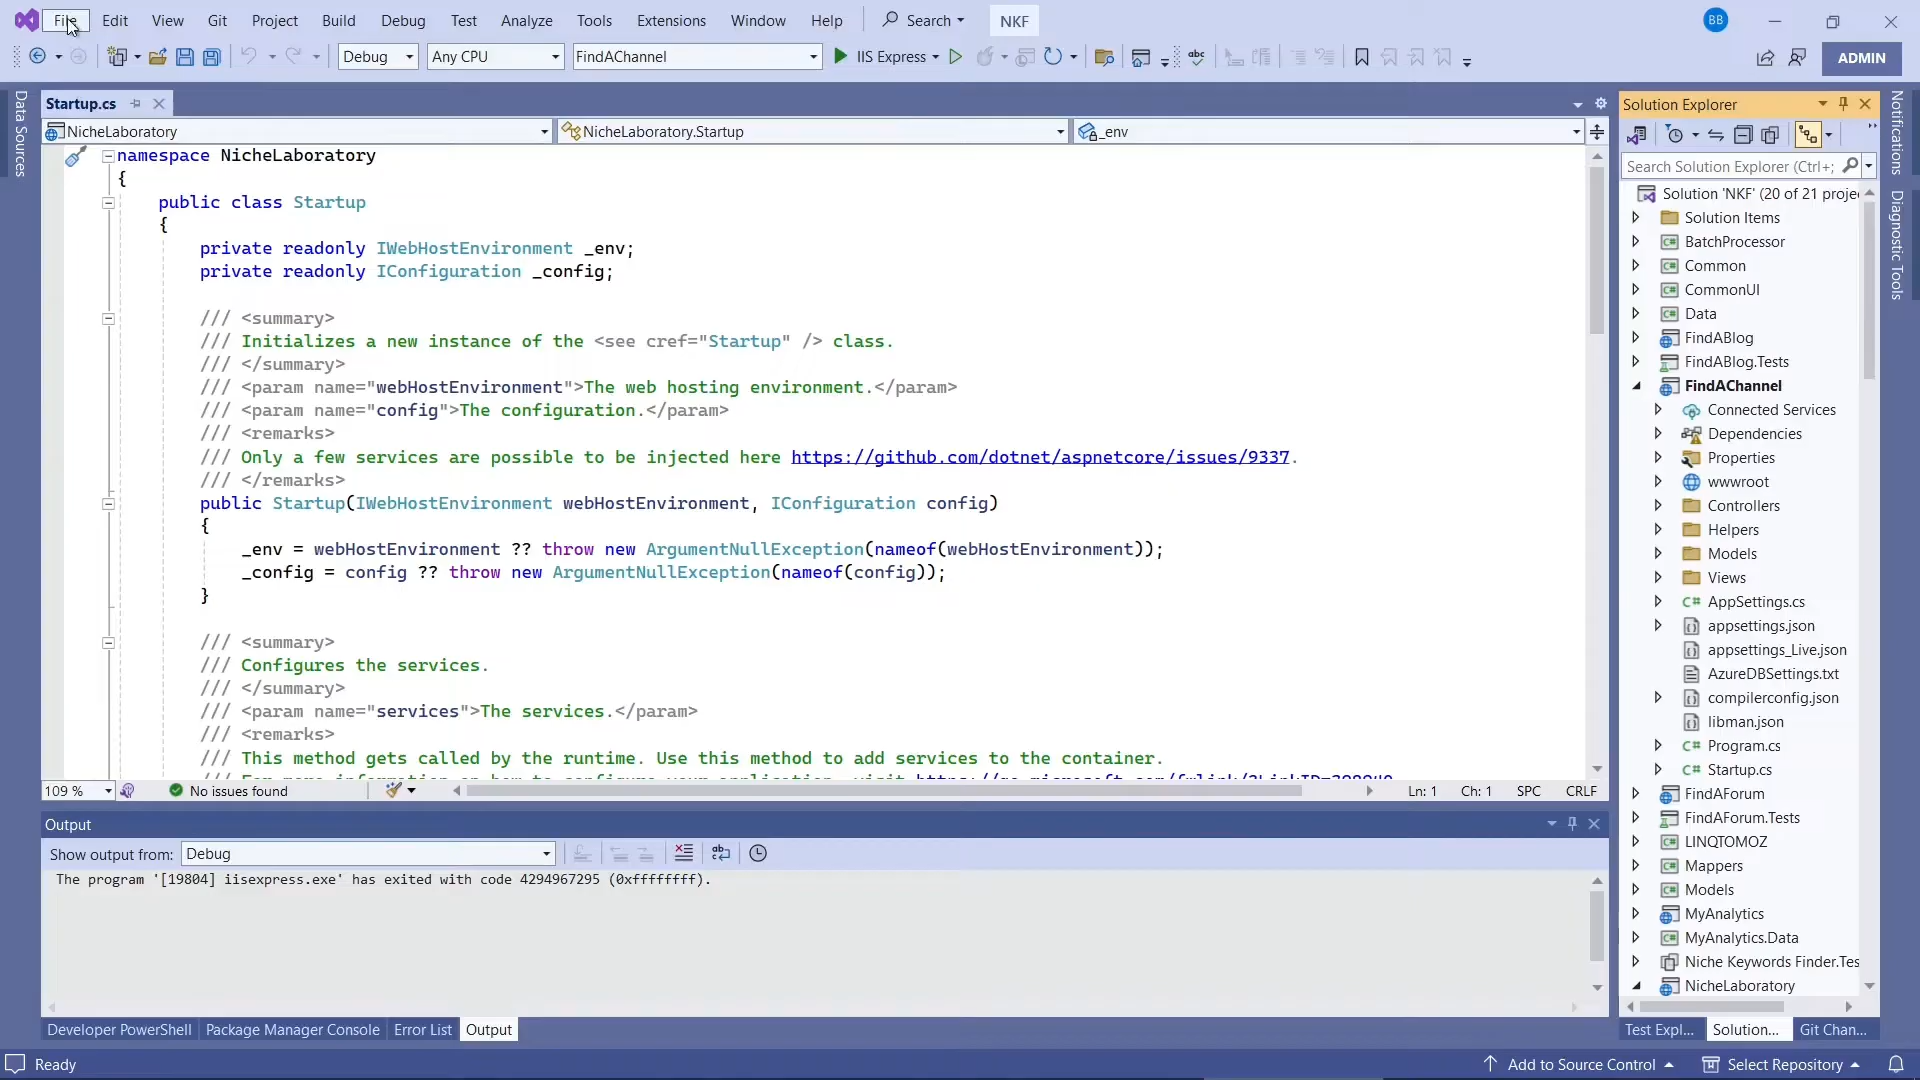 File Edit View Git Project Build Debug Test Analyze Tools Extensions Window Help Search NKF BB
Debug Any CPU FindAChannel IIS Express ADMIN
Data Sources
Startup.cs
NicheLaboratory NicheLaboratory.Startup _env
namespace NicheLaboratory
{
public class Startup
{
private readonly IWebHostEnvironment _env;
private readonly IConfiguration _config;
/// <summary>
/// Initializes a new instance of the <see cref="Startup" /> class.
/// </summary>
/// <param name="webHostEnvironment">The web hosting environment.</param>
/// <param name="config">The configuration.</param>
/// <remarks>
/// Only a few services are possible to be injected here https://github.com/dotnet/aspnetcore/issues/9337.
/// </remarks>
public Startup(IWebHostEnvironment webHostEnvironment, IConfiguration config)
{
_env = webHostEnvironment ?? throw new ArgumentNullException(nameof(webHostEnvironment));
_config = config ?? throw new ArgumentNullException(nameof(config));
}
/// <summary>
/// Configures the services.
/// </summary>
/// <param name="services">The services.</param>
/// <remarks>
/// This method gets called by the runtime. Use this method to add services to the container.
109 % No issues found Ln: 1 Ch: 1 SPC CRLF
Output
Show output from: Debug
The program '[19804] iisexpress.exe' has exited with code 4294967295 (0xffffffff).
Developer PowerShell Package Manager Console Error List Output
Solution Explorer
Search Solution Explorer (Ctrl+;
Solution 'NKF' (20 of 21 proje
Solution Items
BatchProcessor
Common
CommonUI
Data
FindABlog
FindABlog.Tests
FindAChannel
Connected Services
Dependencies
Properties
wwwroot
Controllers
Helpers
Models
Views
AppSettings.cs
appsettings.json
appsettings_Live.json
AzureDBSettings.txt
compilerconfig.json
libman.json
Program.cs
Startup.cs
FindAForum
FindAForum.Tests
LINQTOMOZ
Mappers
Models
MyAnalytics
MyAnalytics.Data
Niche Keywords Finder.Tes
NicheLaboratory
Test Expl... Solution... Git Chan...
Notifications
Diagnostic Tools
Ready Add to Source Control Select Repository